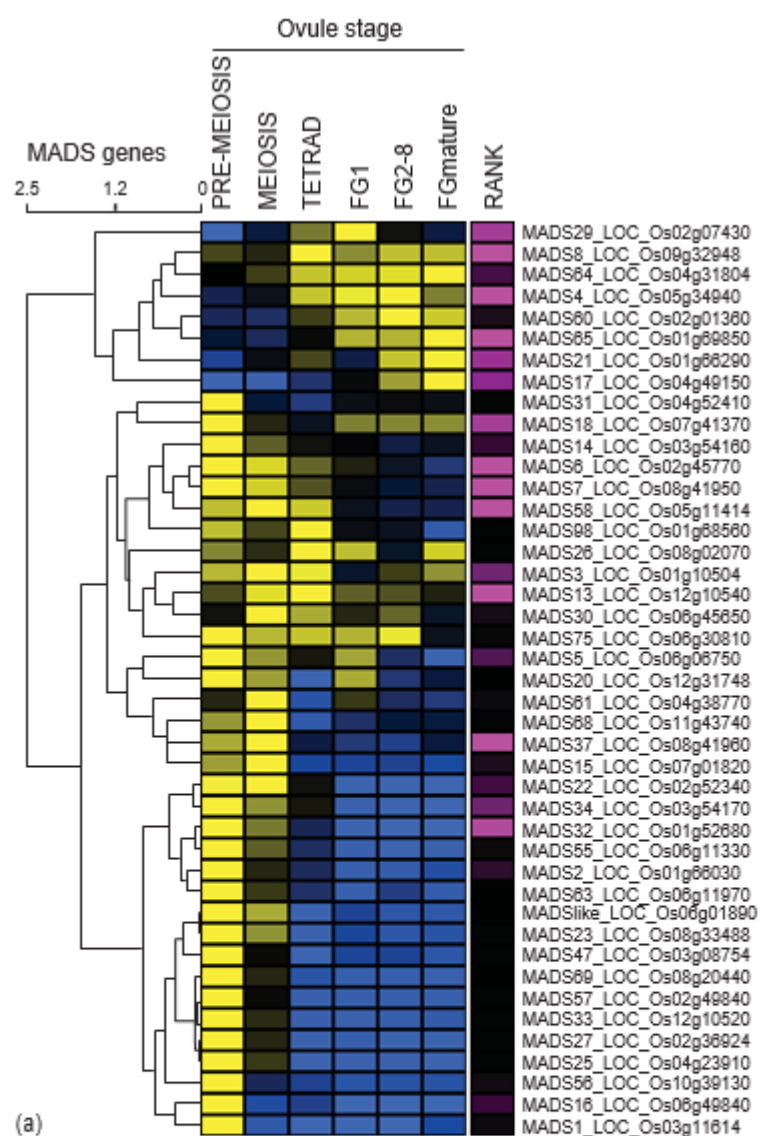 Ovule stage
MADS genes
2.5 1.2 0
PRE-MEIOSIS
MEIOSIS
TETRAD
FG1
FG2-8
FGmature
RANK
MADS29_LOC_Os02g07430
MADS8_LOC_Os09g32948
MADS64_LOC_Os04g31804
MADS4_LOC_Os05g34940
MADS60_LOC_Os02g01360
MADS65_LOC_Os01g69850
MADS21_LOC_Os01g66290
MADS17_LOC_Os04g49150
MADS31_LOC_Os04g52410
MADS18_LOC_Os07g41370
MADS14_LOC_Os03g54160
MADS6_LOC_Os02g45770
MADS7_LOC_Os08g41950
MADS58_LOC_Os05g11414
MADS98_LOC_Os01g68560
MADS26_LOC_Os08g02070
MADS3_LOC_Os01g10504
MADS13_LOC_Os12g10540
MADS30_LOC_Os06g45650
MADS75_LOC_Os06g30810
MADS5_LOC_Os06g06750
MADS20_LOC_Os12g31748
MADS61_LOC_Os04g38770
MADS68_LOC_Os11g43740
MADS37_LOC_Os08g41960
MADS15_LOC_Os07g01820
MADS22_LOC_Os02g52340
MADS34_LOC_Os03g54170
MADS32_LOC_Os01g52680
MADS55_LOC_Os06g11330
MADS2_LOC_Os01g66030
MADS63_LOC_Os06g11970
MADSlike_LOC_Os06g01890
MADS23_LOC_Os08g33488
MADS47_LOC_Os03g08754
MADS69_LOC_Os08g20440
MADS57_LOC_Os02g49840
MADS33_LOC_Os12g10520
MADS27_LOC_Os02g36924
MADS25_LOC_Os04g23910
MADS56_LOC_Os10g39130
MADS16_LOC_Os06g49840
MADS1_LOC_Os03g11614
(a)